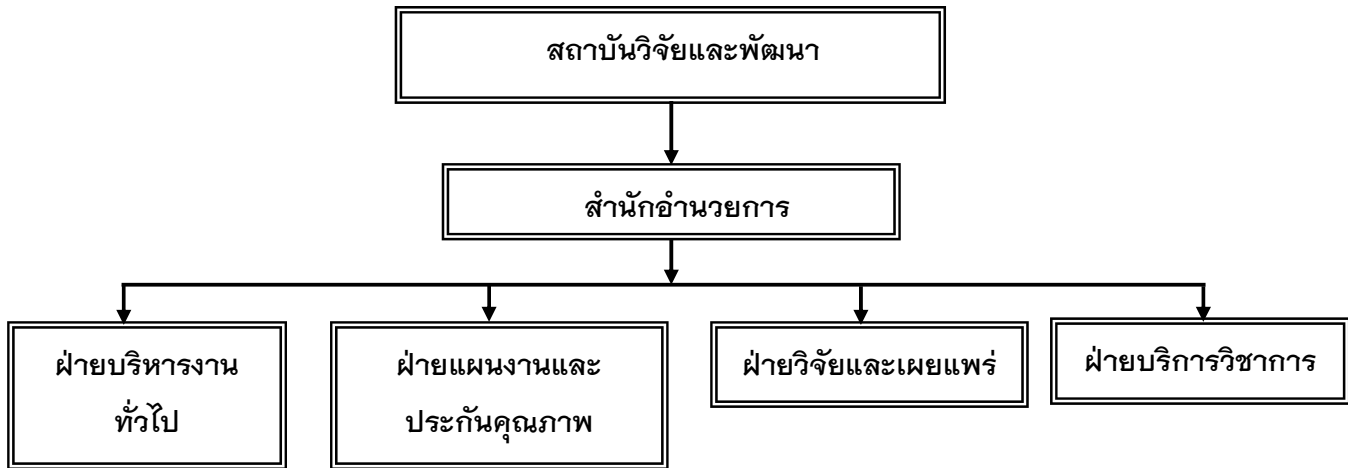 สถาบันวิจัยและพัฒนา
สำนักอำนวยการ
ฝ่ายบริหารงาน
ทั่วไป
ฝ่ายแผนงานและ
ประกันคุณภาพ
ฝ่ายวิจัยและเผยแพร่
ฝ่ายบริการวิชาการ